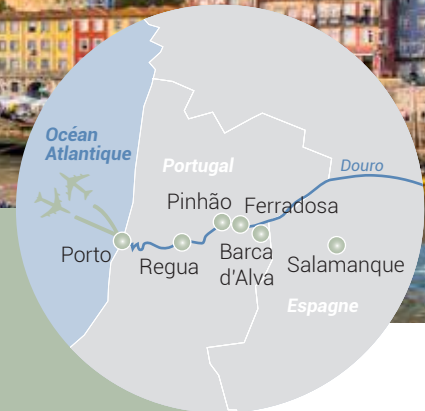 Océan
Atlantique
Portugal
Douro
Pinhão
Ferradosa
Porto
Regua
Barca
d'Alva
Salamanque
Espagne